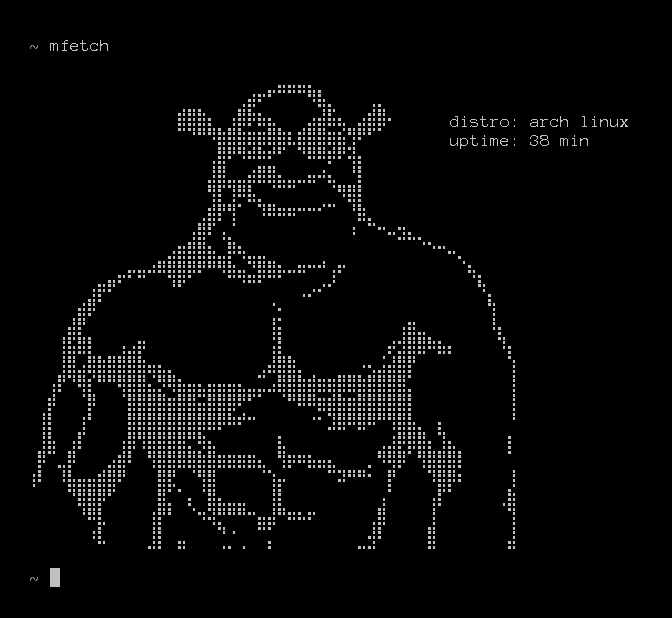 ~ mfetch
distro: arch linux
uptime: 38 min
~